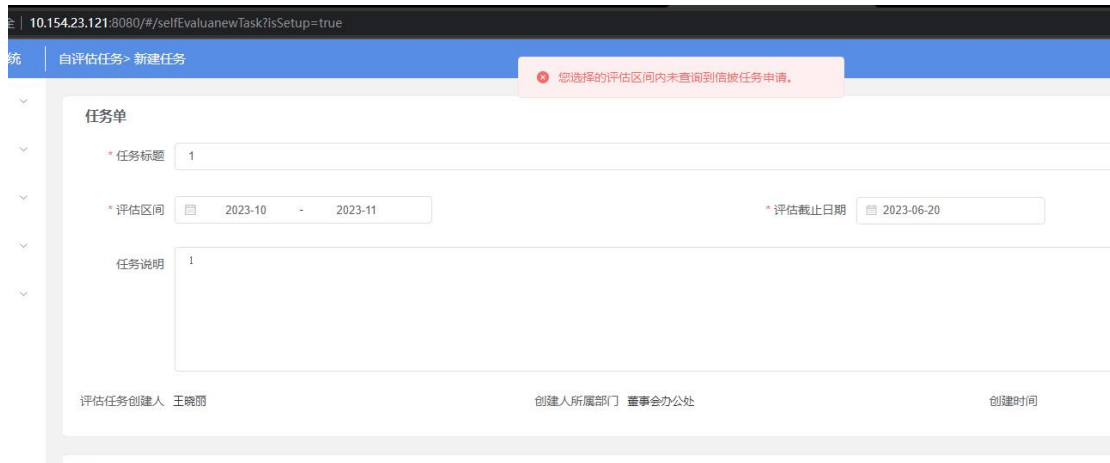 10.154.23.121:8080/#/selfEvaluanewTask?isSetup=true
统 自评估任务> 新建任务
您选择的评估区间内未查询到信披任务申请。
任务单
* 任务标题 1
* 评估区间 2023-10 - 2023-11 * 评估截止日期 2023-06-20
任务说明 1
评估任务创建人 王晓丽 创建人所属部门 董事会办公处 创建时间